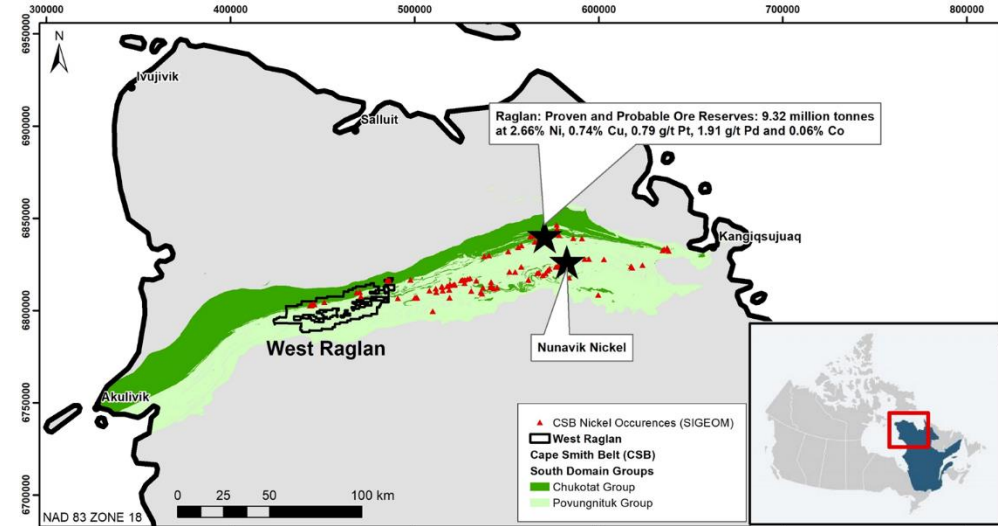 300000
400000
500000
600000
700000
800000
6950000
6900000
6850000
6800000
6750000
6700000
N
Ivujivik
Salluit
Raglan: Proven and Probable Ore Reserves: 9.32 million tonnes
at 2.66% Ni, 0.74% Cu, 0.79 g/t Pt, 1.91 g/t Pd and 0.06% Co
Kangiqsujuaq
West Raglan
Nunavik Nickel
Akulivik
CSB Nickel Occurences (SIGEOM)
West Raglan
Cape Smith Belt (CSB)
South Domain Groups
Chukotat Group
Povungnituk Group
0 25 50 100 km
NAD 83 ZONE 18